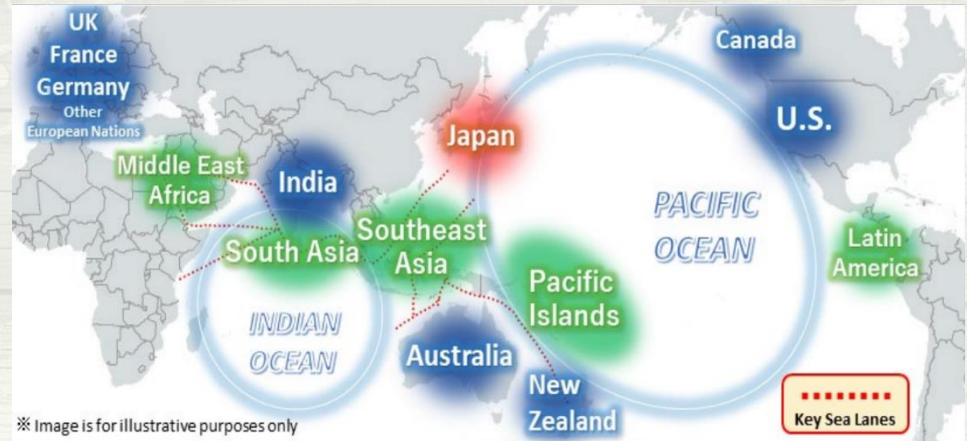 UK
France
Germany
Other
European Nations
Canada
U.S.
Japan
Middle East
Africa
India
South Asia
Southeast
Asia
PACIFIC
OCEAN
Latin
America
Pacific
Islands
INDIAN
OCEAN
Australia
New
Zealand
Key Sea Lanes
※ Image is for illustrative purposes only